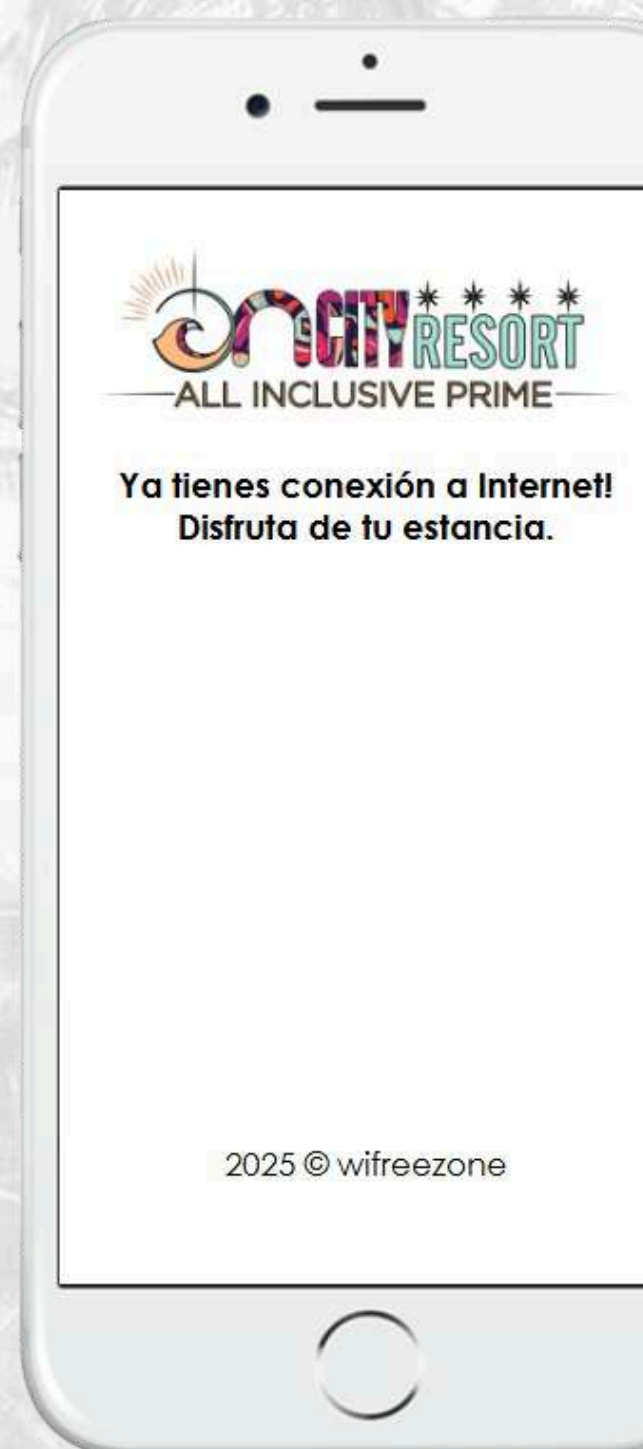 ON CITY RESORT
ALL INCLUSIVE PRIME
Ya tienes conexión a Internet!
Disfruta de tu estancia.
2025 © wifreezone